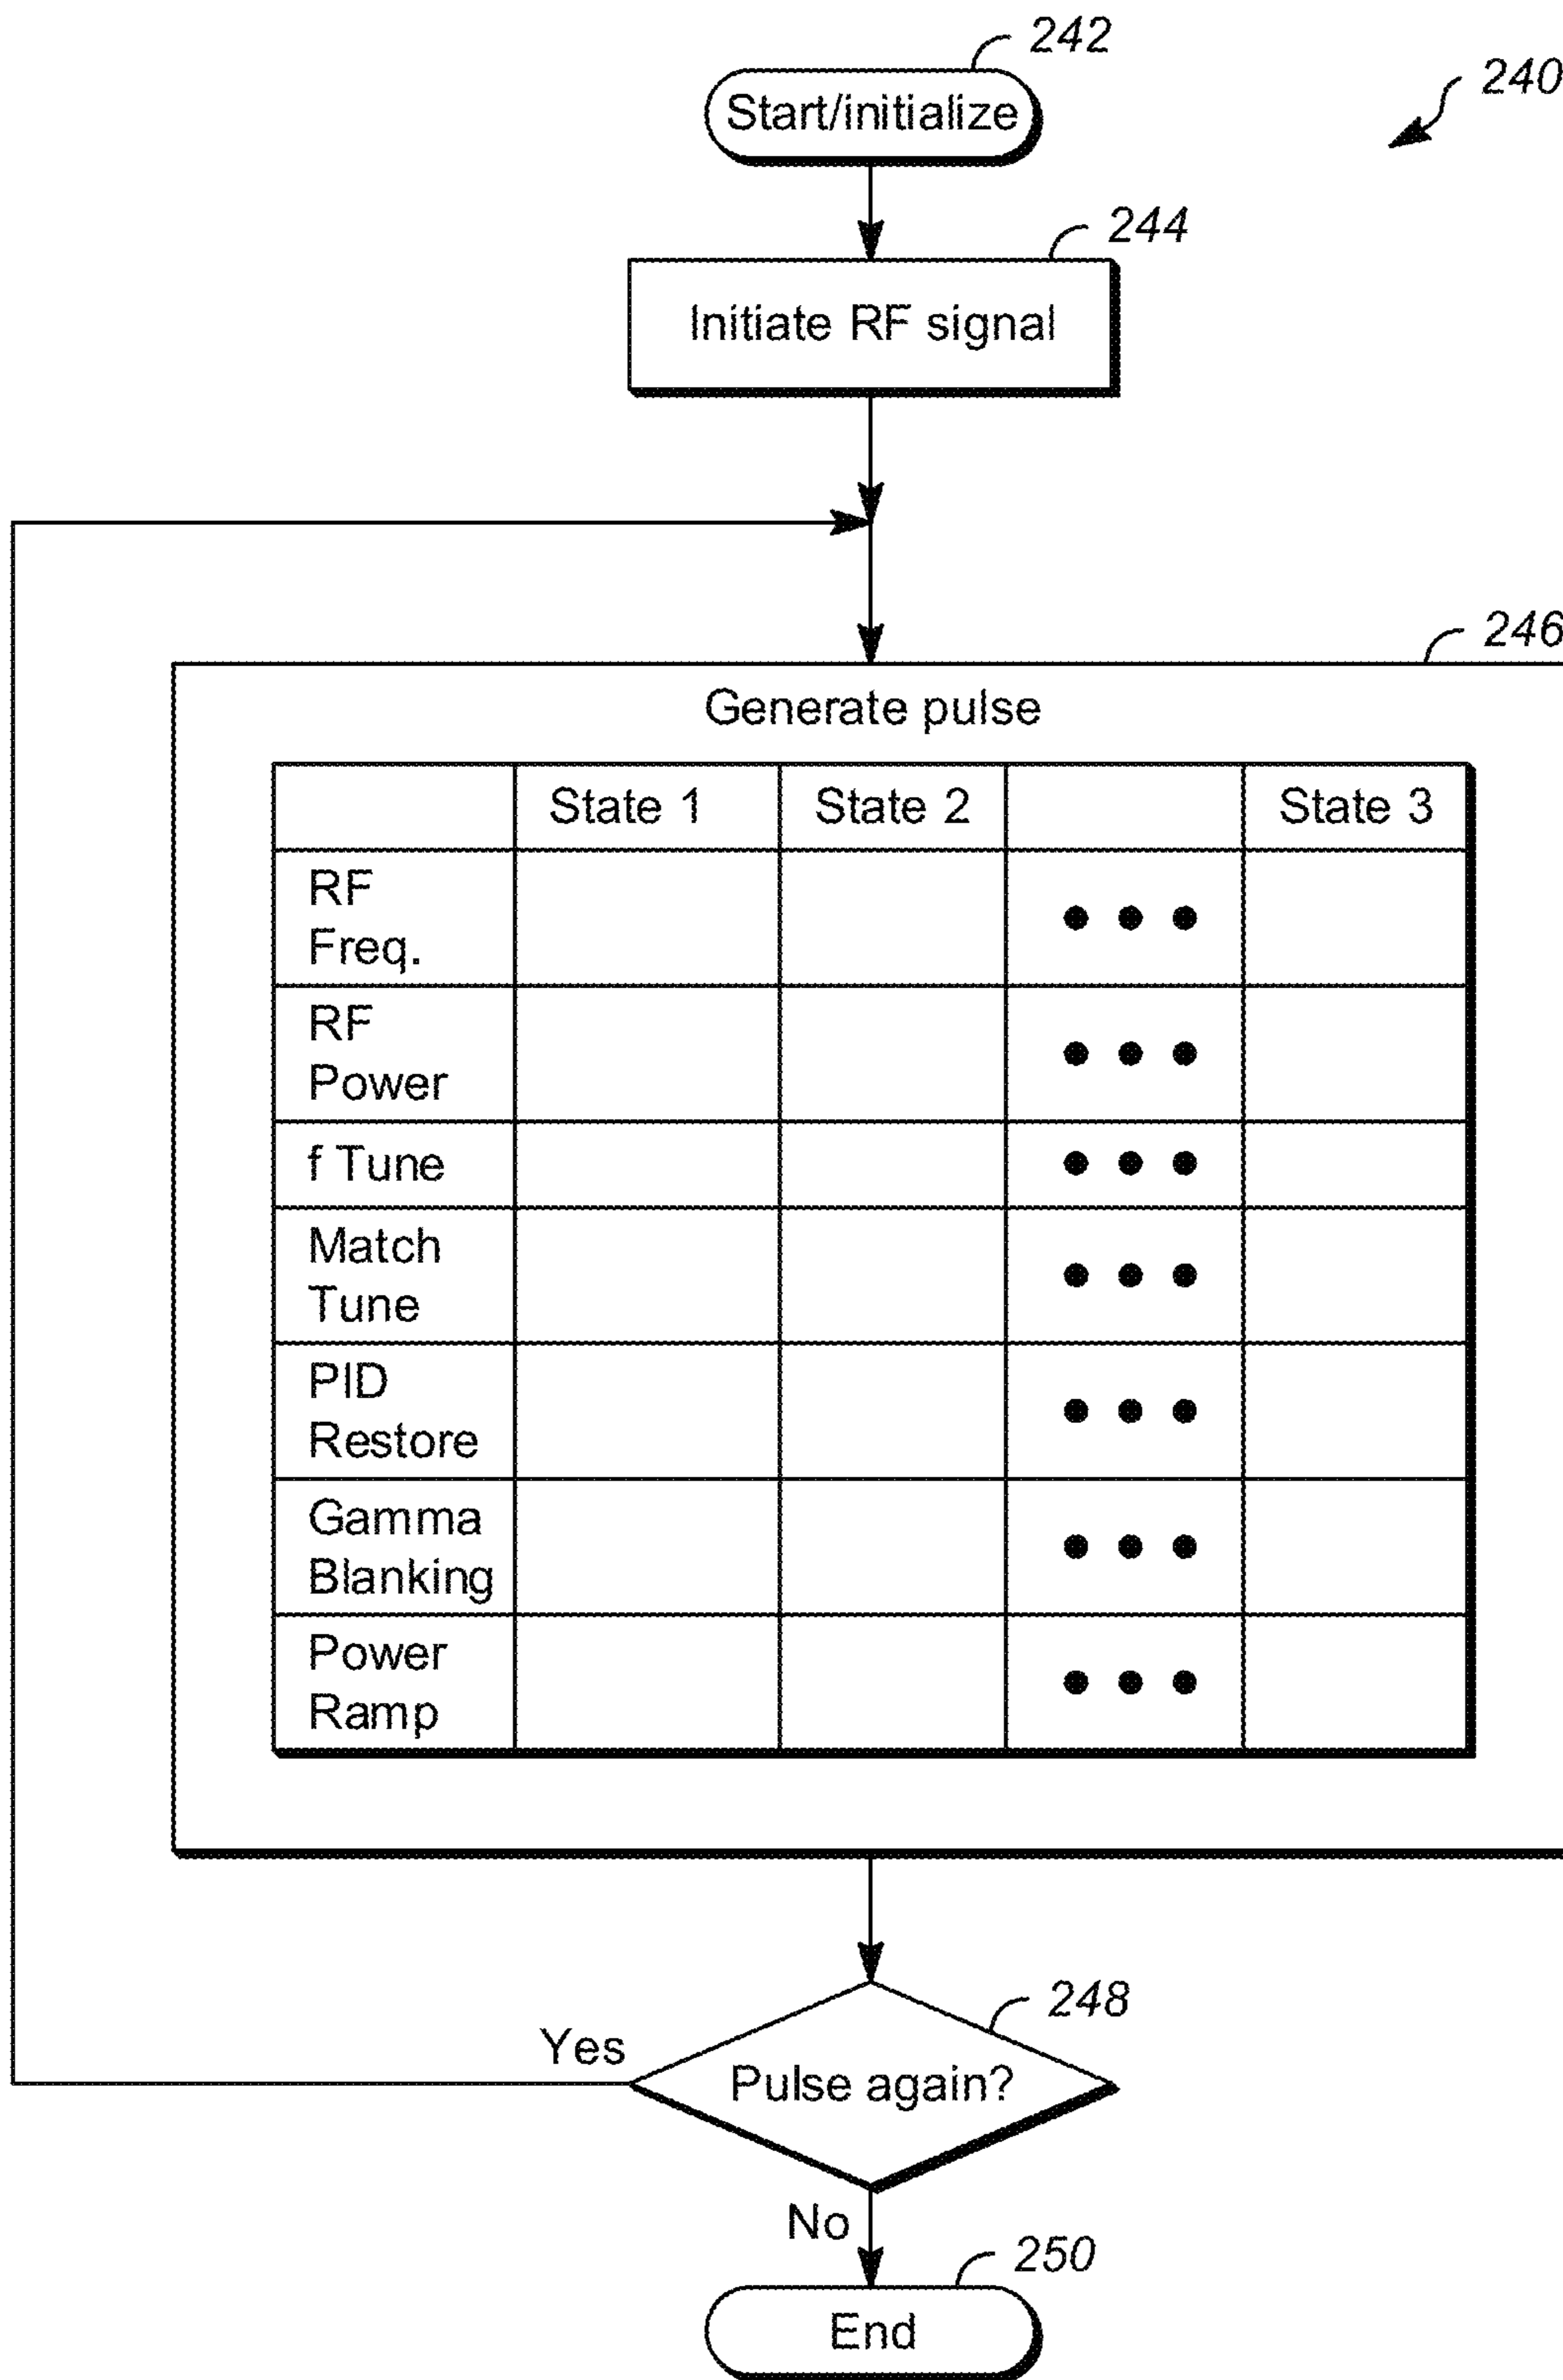 242
240
Start/initialize
244
Initiate RF signal
246
Generate pulse
State 1 State 2 State 3
RF
Freq.
RF
Power
f Tune
Match
Tune
PID
Restore
Gamma
Blanking
Power
Ramp
248
Yes
Pulse again?
No
250
End